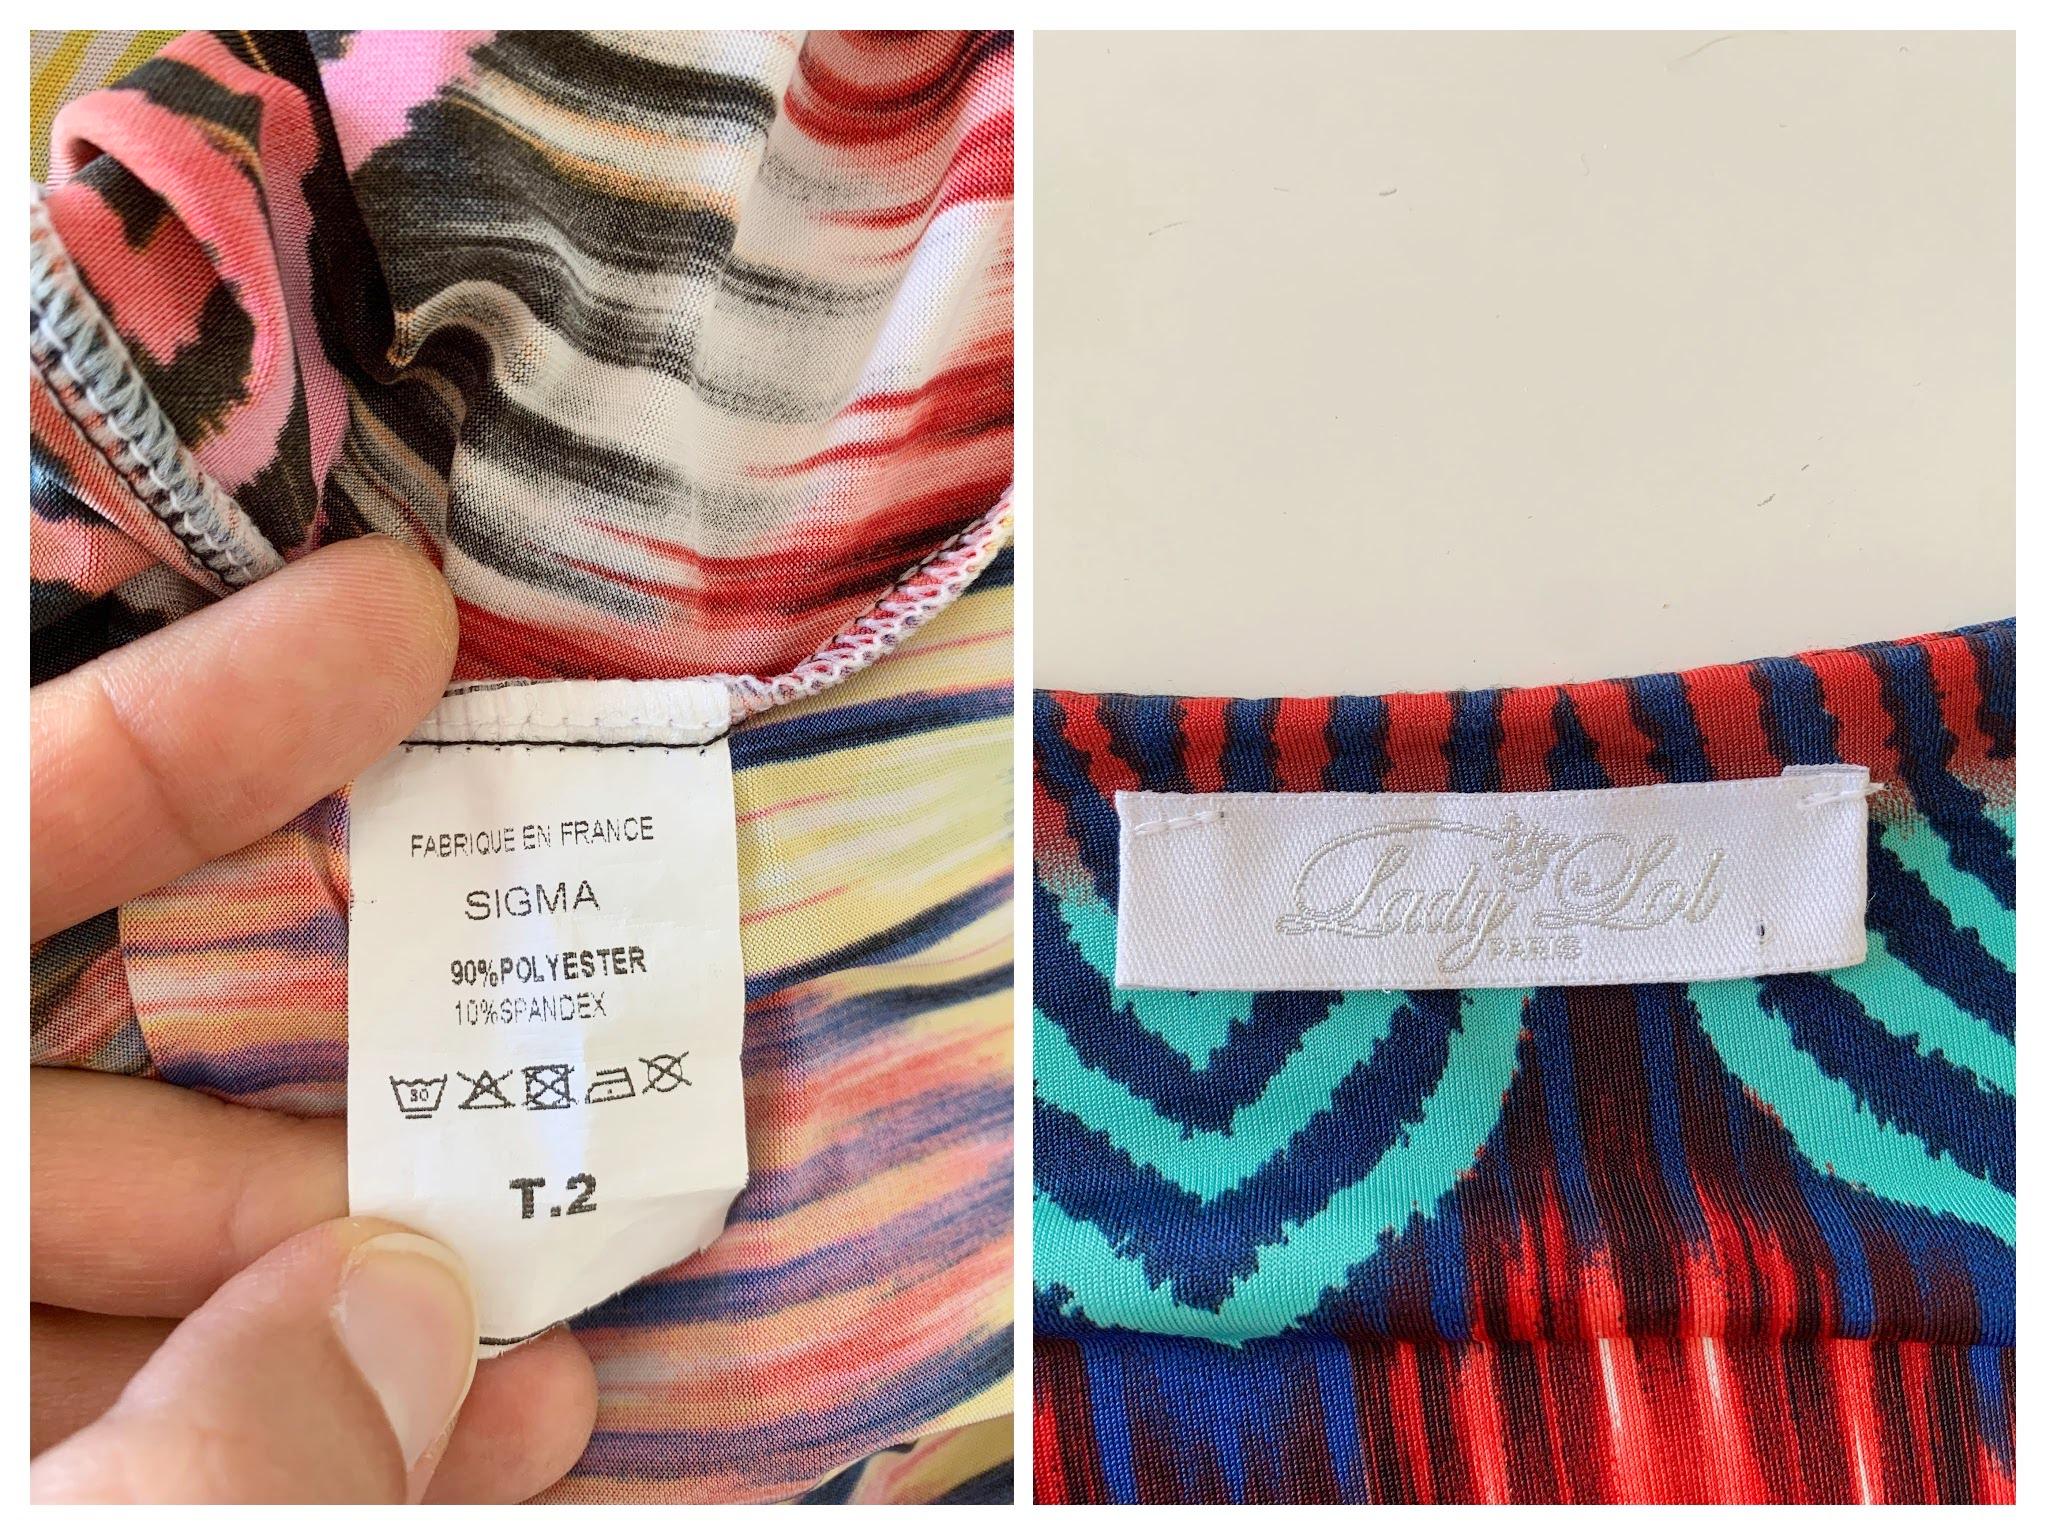 FABRIQUE EN FRANCE
SIGMA
90%POLYESTER
10%SPANDEX
30
T.2
Lady Lol
PARIS